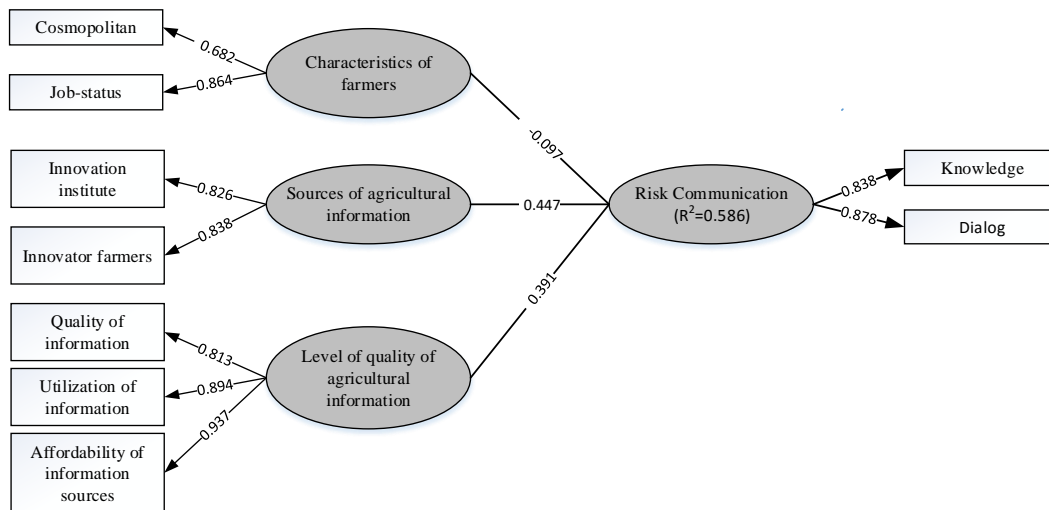 Cosmopolitan
0.682
Job-status
0.864
Characteristics of
farmers
-0.097
Innovation
institute
0.826
Innovator farmers
0.838
Sources of agricultural
information
0.447
Quality of
information
0.813
Utilization of
information
0.894
Affordability of
information
sources
0.937
Level of quality of
agricultural
information
0.391
Risk Communication
(R²=0.586)
0.838
Knowledge
0.878
Dialog